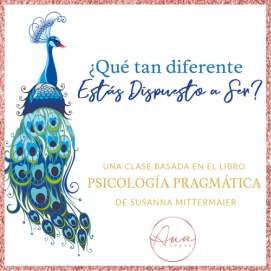 ¿Qué tan diferente
Estás Dispuesto a Ser?
UNA CLASE BASADA EN EL LIBRO
PSICOLOGÍA PRAGMÁTICA
DE SUSANNA MITTERMAIER
Ana